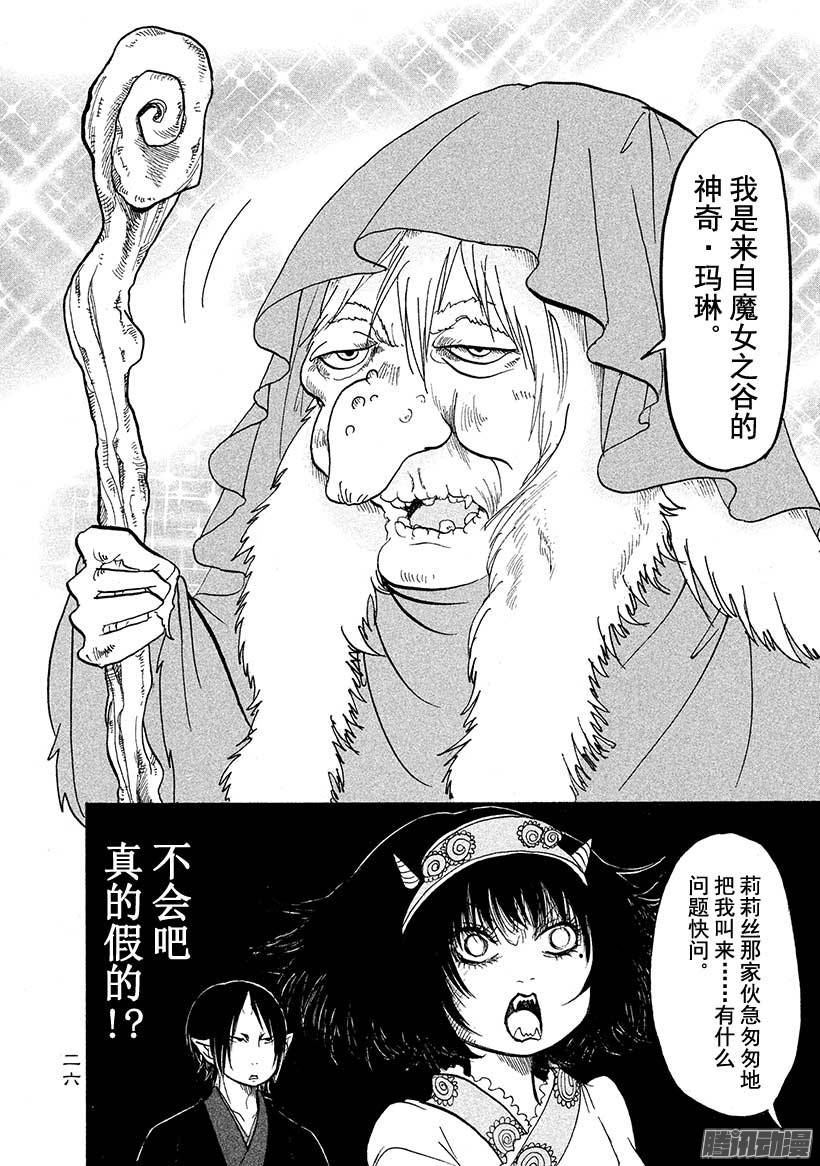 我是来自魔女之谷的
神奇·玛琳。
莉莉丝那家伙急匆匆地
把我叫来……有什么
问题快问。
不会吧
真的假的!?
二六
腾讯动漫